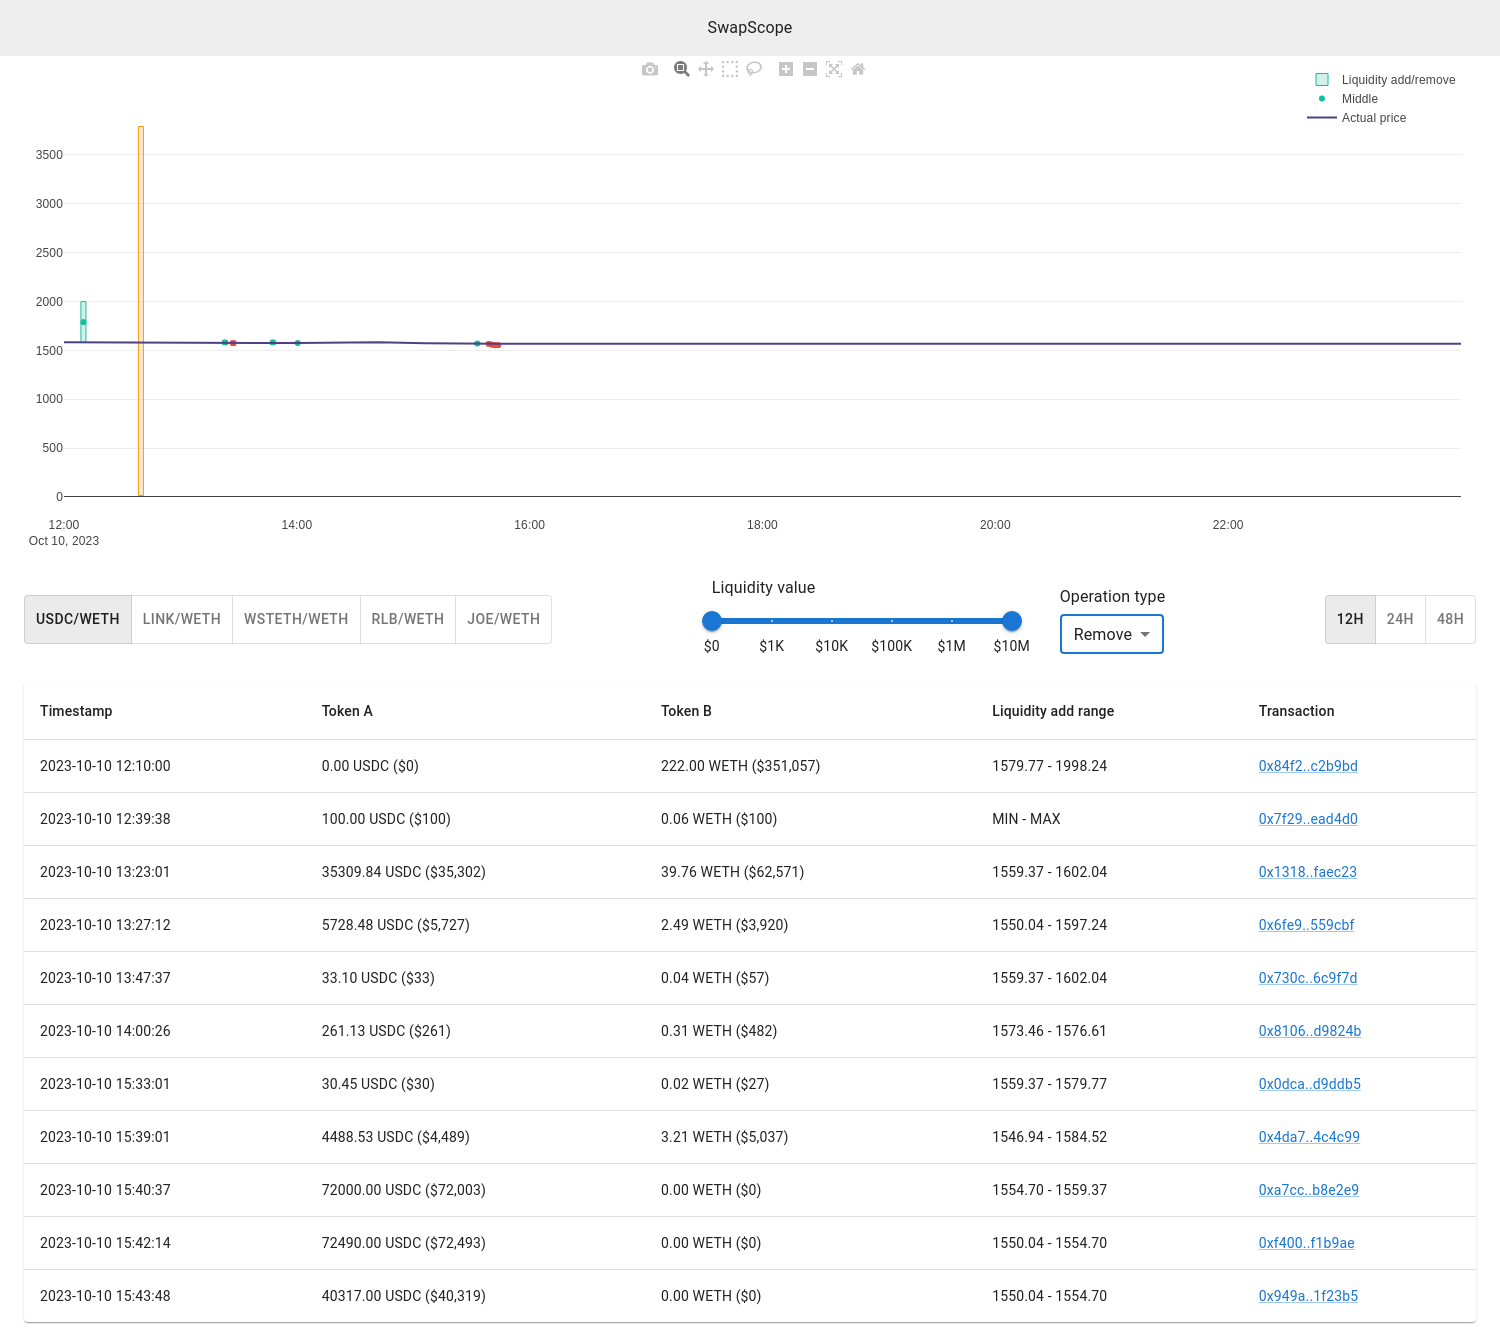 SwapScope
Liquidity add/remove
Middle
Actual price
3500
3000
2500
2000
1500
1000
500
0
12:00 14:00 16:00 18:00 20:00 22:00
Oct 10, 2023
Liquidity value
Operation type
USDC/WETH LINK/WETH WSTETH/WETH RLB/WETH JOE/WETH
12H 24H 48H
Remove
$0 $1K $10K $100K $1M $10M
Timestamp Token A Token B Liquidity add range Transaction
2023-10-10 12:10:00 0.00 USDC ($0) 222.00 WETH ($351,057) 1579.77 - 1998.24 0x84f2..c2b9bd
2023-10-10 12:39:38 100.00 USDC ($100) 0.06 WETH ($100) MIN - MAX 0x7f29..ead4d0
2023-10-10 13:23:01 35309.84 USDC ($35,302) 39.76 WETH ($62,571) 1559.37 - 1602.04 0x1318..faec23
2023-10-10 13:27:12 5728.48 USDC ($5,727) 2.49 WETH ($3,920) 1550.04 - 1597.24 0x6fe9..559cbf
2023-10-10 13:47:37 33.10 USDC ($33) 0.04 WETH ($57) 1559.37 - 1602.04 0x730c..6c9f7d
2023-10-10 14:00:26 261.13 USDC ($261) 0.31 WETH ($482) 1573.46 - 1576.61 0x8106..d9824b
2023-10-10 15:33:01 30.45 USDC ($30) 0.02 WETH ($27) 1559.37 - 1579.77 0x0dca..d9ddb5
2023-10-10 15:39:01 4488.53 USDC ($4,489) 3.21 WETH ($5,037) 1546.94 - 1584.52 0x4da7..4c4c99
2023-10-10 15:40:37 72000.00 USDC ($72,003) 0.00 WETH ($0) 1554.70 - 1559.37 0xa7cc..b8e2e9
2023-10-10 15:42:14 72490.00 USDC ($72,493) 0.00 WETH ($0) 1550.04 - 1554.70 0xf400..f1b9ae
2023-10-10 15:43:48 40317.00 USDC ($40,319) 0.00 WETH ($0) 1550.04 - 1554.70 0x949a..1f23b5